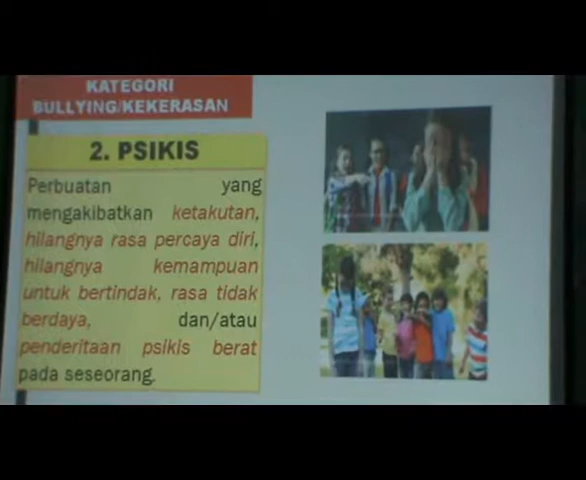 KATEGORI
BULLYING/KEKERASAN
2. PSIKIS
Perbuatan yang
mengakibatkan ketakutan,
hilangnya rasa percaya diri,
hilangnya kemampuan
untuk bertindak, rasa tidak
berdaya, dan/atau
penderitaan psikis berat
pada seseorang.